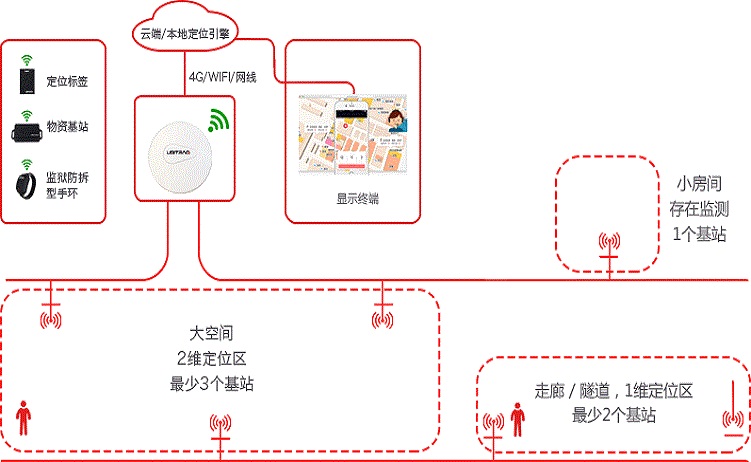 云端/本地定位引擎
4G/WIFI/网线
定位标签
物资基站
监狱防拆
型手环
UBITRAQ
显示终端
小房间
存在监测
1个基站
大空间
2维定位区
最少3个基站
走廊 / 隧道，1维定位区
最少2个基站